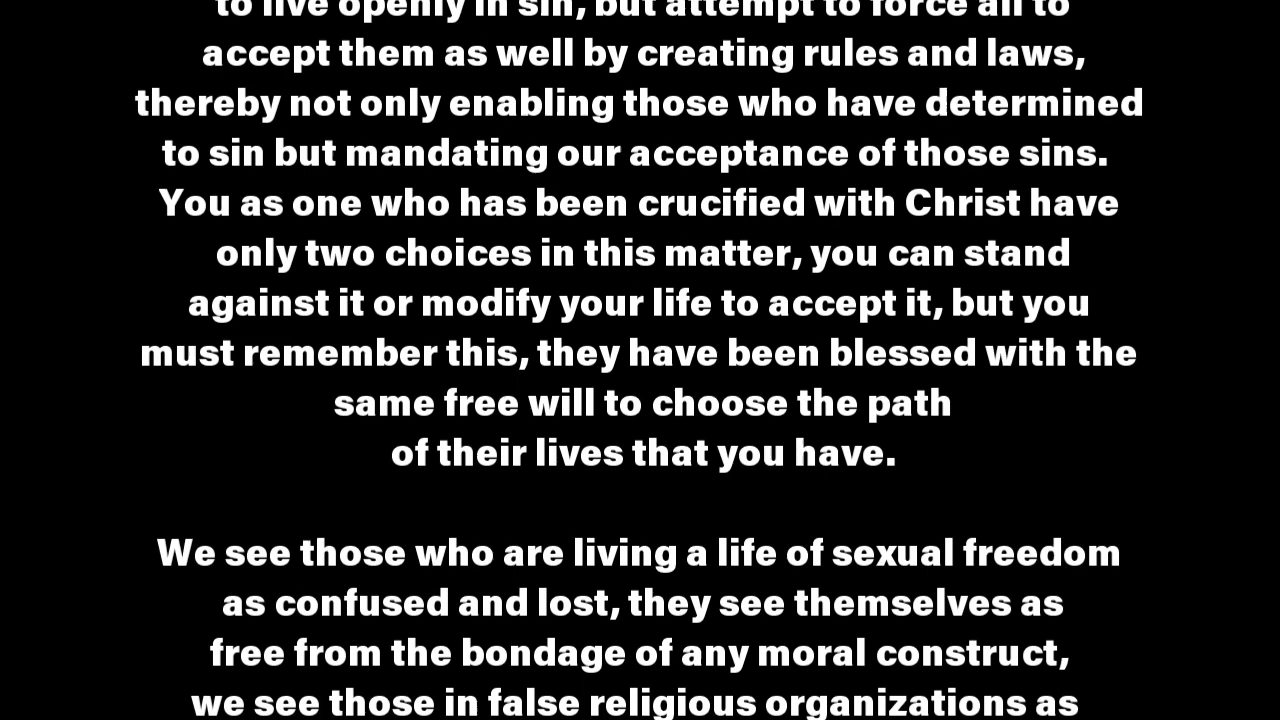 to live openly in sin, but attempt to force all to
accept them as well by creating rules and laws,
thereby not only enabling those who have determined
to sin but mandating our acceptance of those sins.
You as one who has been crucified with Christ have
only two choices in this matter, you can stand
against it or modify your life to accept it, but you
must remember this, they have been blessed with the
same free will to choose the path
of their lives that you have.
We see those who are living a life of sexual freedom
as confused and lost, they see themselves as
free from the bondage of any moral construct,
we see those in false religious organizations as